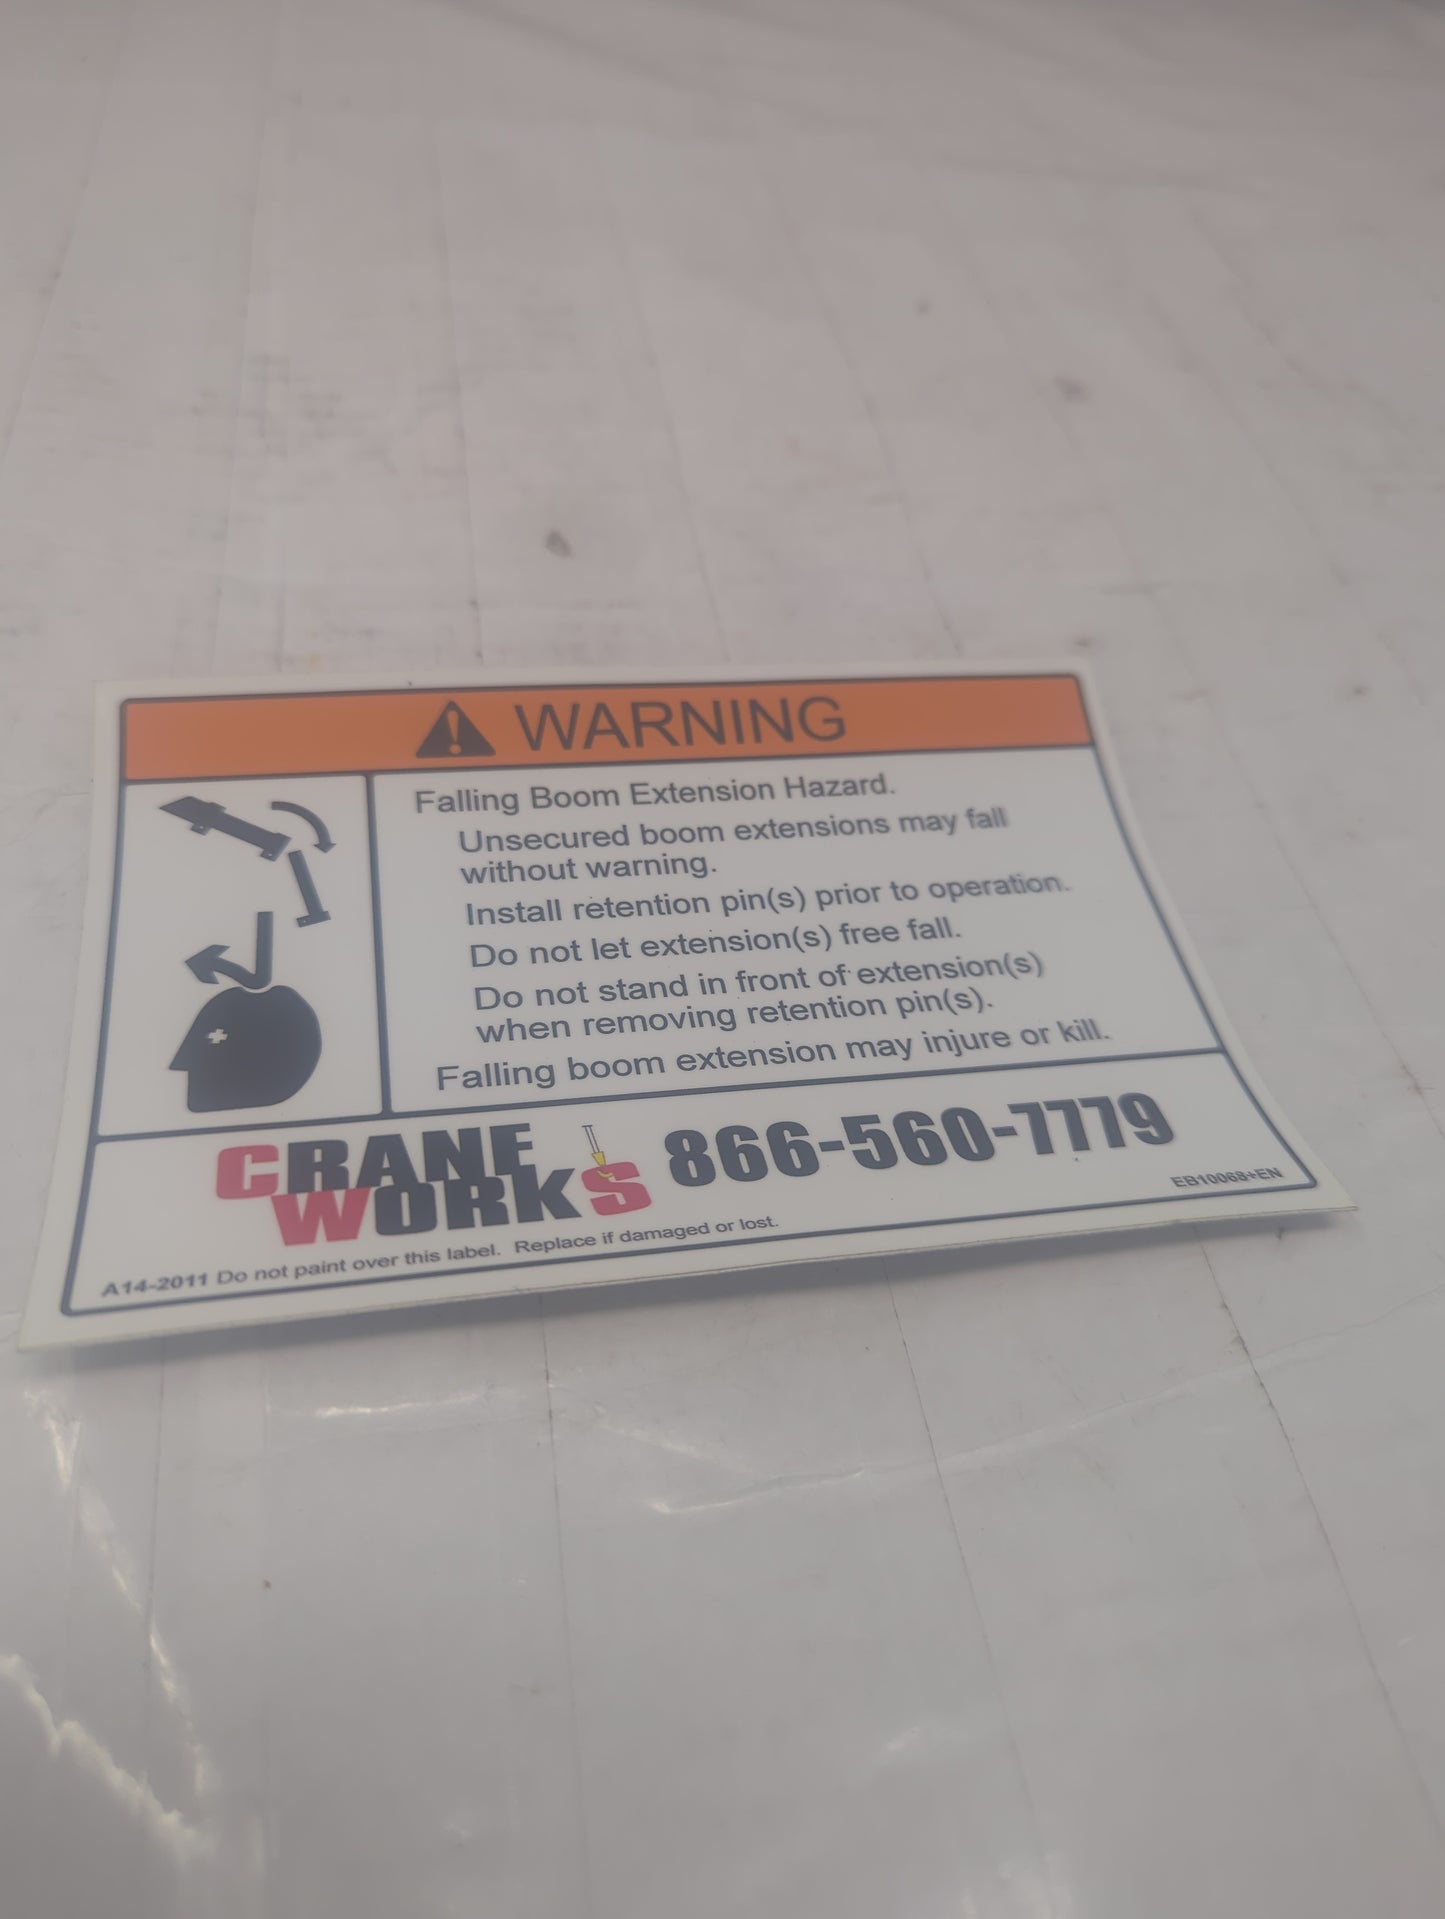 WARNING
Falling Boom Extension Hazard.
Unsecured boom extensions may fall
without warning.
Install retention pin(s) prior to operation.
Do not let extension(s) free fall.
Do not stand in front of extension(s)
when removing retention pin(s).
Falling boom extension may injure or kill.
CRANE
WORKS
866-560-7779
EB10068+EN
A14-2011 Do not paint over this label. Replace if damaged or lost.